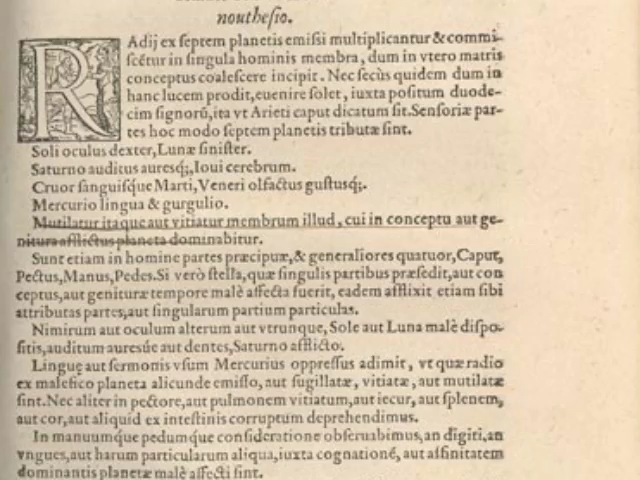 nouthesio.
RAdij ex septem planetis emissi multiplicantur & commi-
scētur in singula hominis membra, dum in vtero matris
conceptus coalescere incipit. Nec secùs quidem dum in
hanc lucem prodit, euenire solet, iuxta positum duode-
cim signorū, ita vt Arieti caput dicatum sit. Sensoriæ par-
tes hoc modo septem planetis tributæ sint.
Soli oculus dexter, Lunæ sinister.
Saturno auditus auresq;, Ioui cerebrum.
Cruor sanguisque Marti, Veneri olfactus gustusq;.
Mercurio lingua & gurgulio.
Mutilatur itaque aut vitiatur membrum illud, cui in conceptu aut ge-
nitura afflictus planeta dominabitur.
Sunt etiam in homine partes præcipuæ, & generaliores quatuor, Caput,
Pectus, Manus, Pedes. Si verò stella, quæ singulis partibus præsedit, aut con
ceptus, aut genituræ tempore malè affecta fuerit, eadem afflixit etiam sibi
attributas partes, aut singularum partium particulas.
Nimirum aut oculum alterum aut vtrunque, Sole aut Luna malè dispo-
sitis, auditum auresúe aut dentes, Saturno afflicto.
Linguę aut sermonis vsum Mercurius oppressus adimit, vt quæ radio
ex malefico planeta alicunde emisso, aut sugillatæ, vitiatæ, aut mutilatæ
sint. Nec aliter in pectore, aut pulmonem vitiatum, aut iecur, aut splenem,
aut cor, aut aliquid ex intestinis corruptum deprehendimus.
In manuumque pedumque consideratione obseruabimus, an digiti, an
vngues, aut harum particularum aliqua, iuxta cognationē, aut affinitatem
dominantis planetæ malè affecti sint.